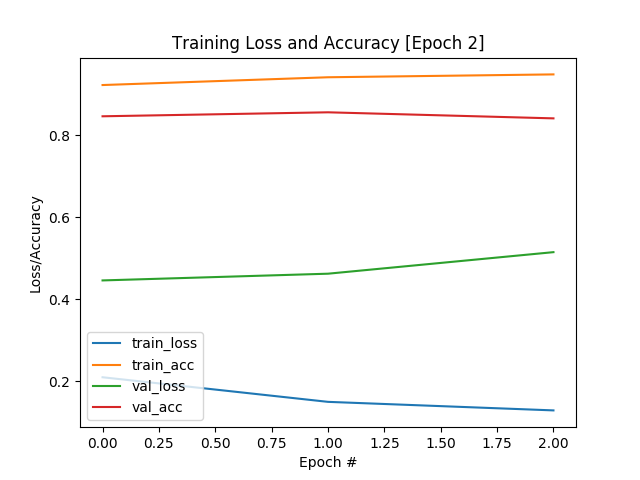 Training Loss and Accuracy [Epoch 2]
Loss/Accuracy
0.8
0.6
0.4
0.2
train_loss
train_acc
val_loss
val_acc
0.00 0.25 0.50 0.75 1.00 1.25 1.50 1.75 2.00
Epoch #